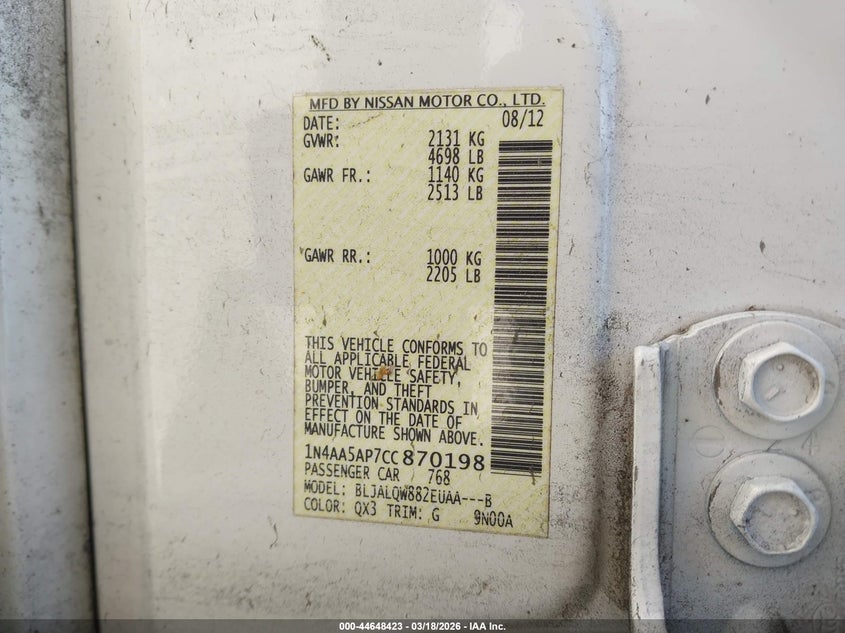 MFD BY NISSAN MOTOR CO., LTD.
DATE: 08/12
GVWR: 2131 KG
4698 LB
GAWR FR.: 1140 KG
2513 LB
GAWR RR.: 1000 KG
2205 LB
THIS VEHICLE CONFORMS TO
ALL APPLICABLE FEDERAL
MOTOR VEHICLE SAFETY,
BUMPER, AND THEFT
PREVENTION STANDARDS IN
EFFECT ON THE DATE OF
MANUFACTURE SHOWN ABOVE.
1N4AA5AP7CC870198
PASSENGER CAR 768
MODEL: BLJALQW882EUAA---B
COLOR: QX3 TRIM: G 9N00A
000-44648423 - 03/18/2026 - IAA Inc.